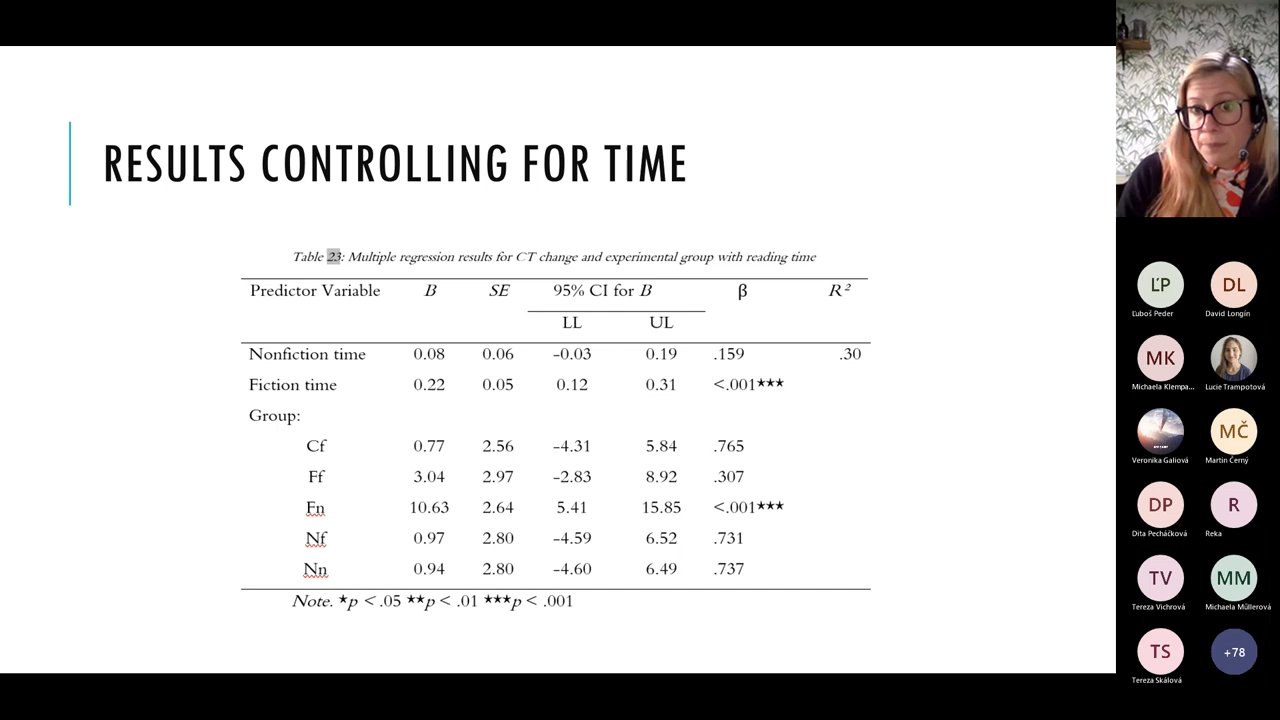 RESULTS CONTROLLING FOR TIME
Table 23: Multiple regression results for CT change and experimental group with reading time
Predictor Variable B SE 95% CI for B β R²
LL UL
Nonfiction time 0.08 0.06 -0.03 0.19 .159 .30
Fiction time 0.22 0.05 0.12 0.31 <.001★★★
Group:
Cf 0.77 2.56 -4.31 5.84 .765
Ff 3.04 2.97 -2.83 8.92 .307
Fn 10.63 2.64 5.41 15.85 <.001★★★
Nf 0.97 2.80 -4.59 6.52 .731
Nn 0.94 2.80 -4.60 6.49 .737
Note. ★p < .05 ★★p < .01 ★★★p < .001
ĽP DL
Ľuboš Peder David Longín
MK
Michaela Klempa... Lucie Trampotová
MČ
Veronika Galiová Martin Černý
DP R
Dita Pecháčková Reka
TV MM
Tereza Vichrová Michaela Müllerová
TS +78
Tereza Skálová